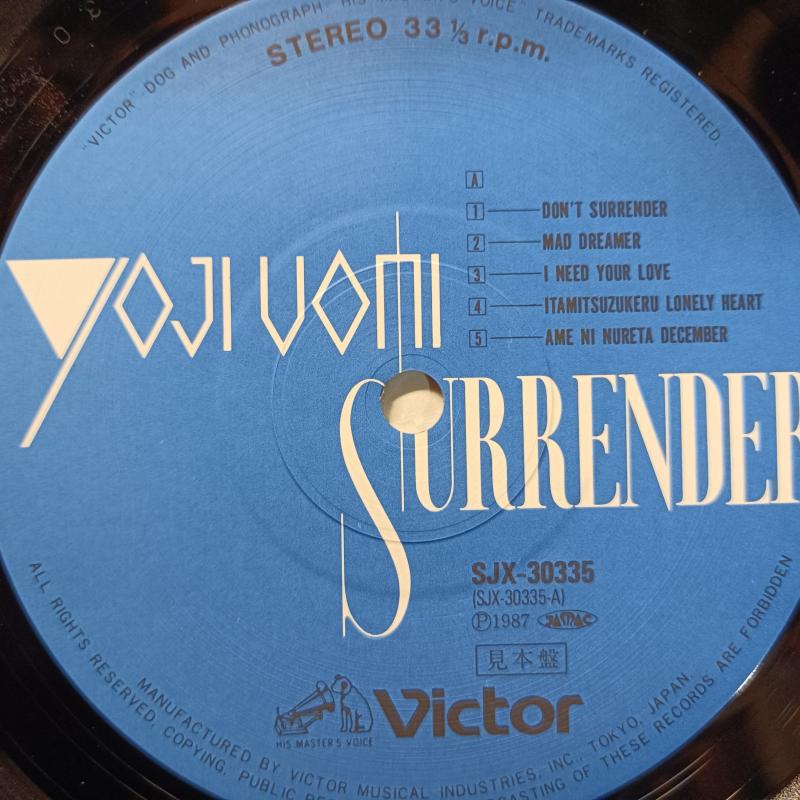 "VICTOR" DOG AND PHONOGRAPH "HIS MASTER'S VOICE" TRADEMARKS REGISTERED.
STEREO 33 1/3 r.p.m.
A
1 DON'T SURRENDER
2 MAD DREAMER
3 I NEED YOUR LOVE
4 ITAMITSUZUKERU LONELY HEART
5 AME NI NURETA DECEMBER
YOJI UOMI
SURRENDER
SJX-30335
(SJX-30335-A)
Ⓟ1987 JASRAC
見本盤
HIS MASTER'S VOICE
Victor
MANUFACTURED BY VICTOR MUSICAL INDUSTRIES, INC., TOKYO, JAPAN
ALL RIGHTS RESERVED. COPYING, PUBLIC CASTING OF THESE RECORDS ARE FORBIDDEN